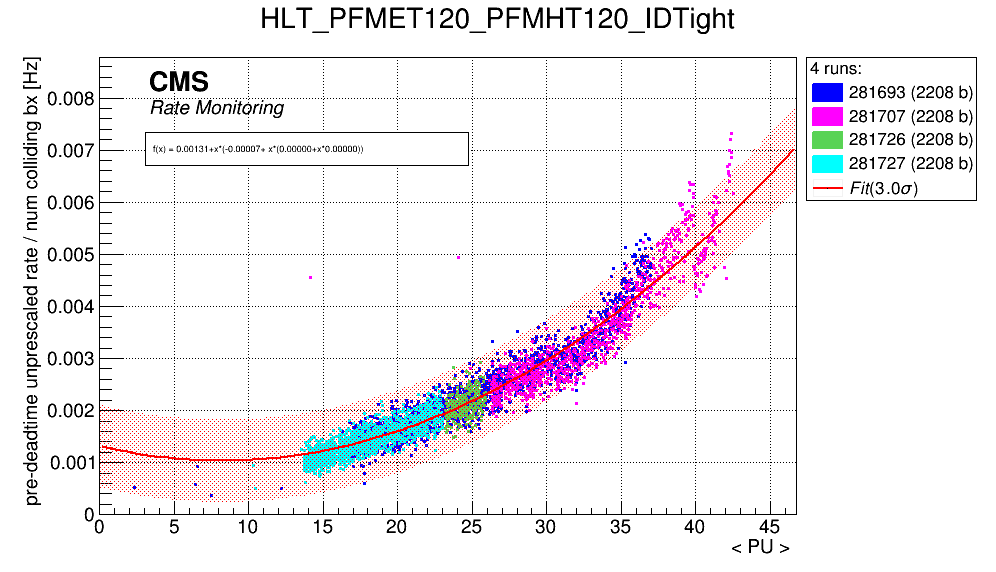 HLT_PFMET120_PFMHT120_IDTight
pre-deadtime unprescaled rate / num colliding bx [Hz]
CMS
Rate Monitoring
f(x) = 0.00131+x*(-0.00007+ x*(0.00000+x*0.00000))
0.008
0.007
0.006
0.005
0.004
0.003
0.002
0.001
0
0 5 10 15 20 25 30 35 40 45
< PU >
4 runs:
281693 (2208 b)
281707 (2208 b)
281726 (2208 b)
281727 (2208 b)
Fit(3.0σ)